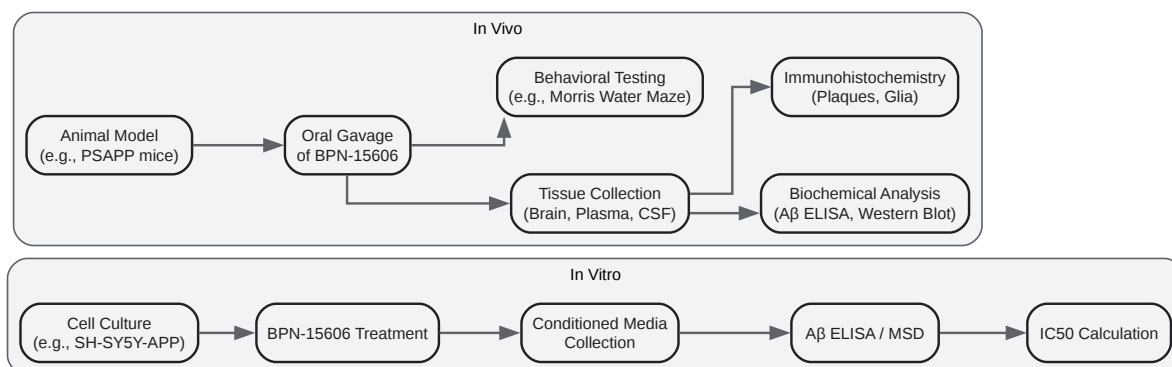 In Vivo
Behavioral Testing
(e.g., Morris Water Maze)
Immunohistochemistry
(Plaques, Glia)
Animal Model
(e.g., PSAPP mice)
Oral Gavage
of BPN-15606
Tissue Collection
(Brain, Plasma, CSF)
Biochemical Analysis
(Aβ ELISA, Western Blot)
In Vitro
Cell Culture
(e.g., SH-SY5Y-APP)
BPN-15606 Treatment
Conditioned Media
Collection
Aβ ELISA / MSD
IC50 Calculation